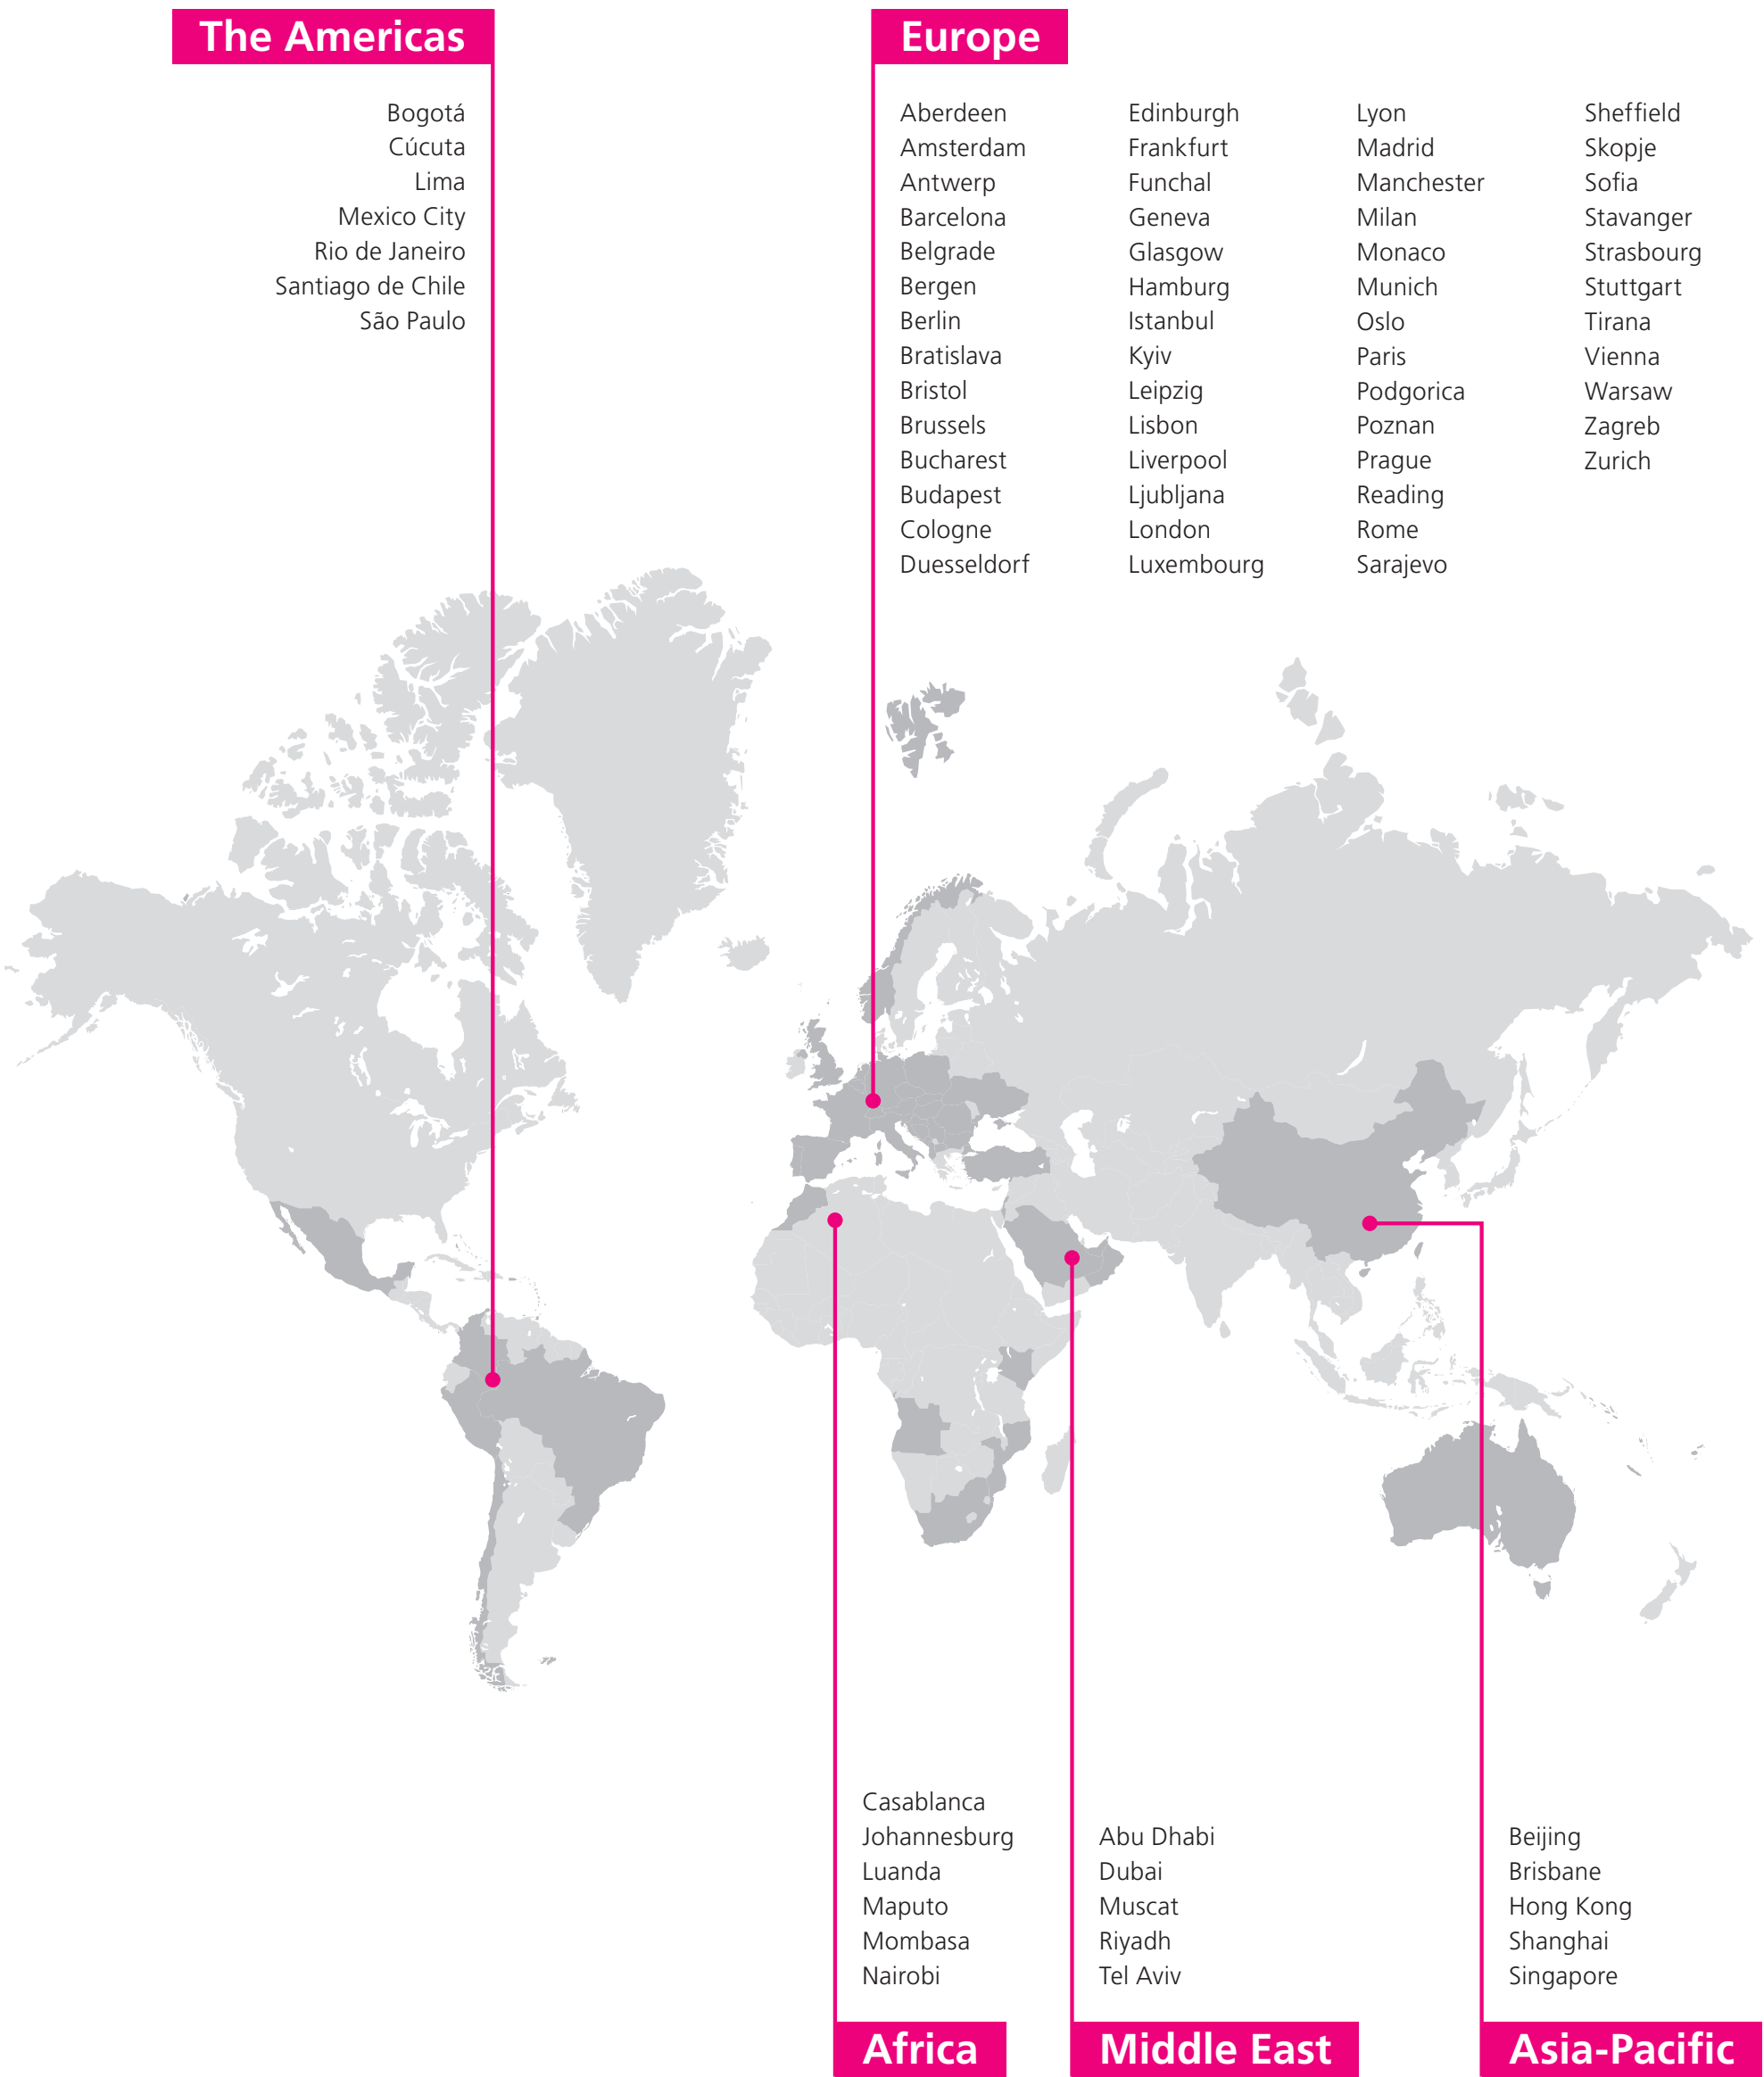 The Americas
Bogotá
Cúcuta
Lima
Mexico City
Rio de Janeiro
Santiago de Chile
São Paulo
Europe
Aberdeen
Amsterdam
Antwerp
Barcelona
Belgrade
Bergen
Berlin
Bratislava
Bristol
Brussels
Bucharest
Budapest
Cologne
Duesseldorf
Edinburgh
Frankfurt
Funchal
Geneva
Glasgow
Hamburg
Istanbul
Kyiv
Leipzig
Lisbon
Liverpool
Ljubljana
London
Luxembourg
Lyon
Madrid
Manchester
Milan
Monaco
Munich
Oslo
Paris
Podgorica
Poznan
Prague
Reading
Rome
Sarajevo
Sheffield
Skopje
Sofia
Stavanger
Strasbourg
Stuttgart
Tirana
Vienna
Warsaw
Zagreb
Zurich
Casablanca
Johannesburg
Luanda
Maputo
Mombasa
Nairobi
Africa
Abu Dhabi
Dubai
Muscat
Riyadh
Tel Aviv
Middle East
Beijing
Brisbane
Hong Kong
Shanghai
Singapore
Asia-Pacific